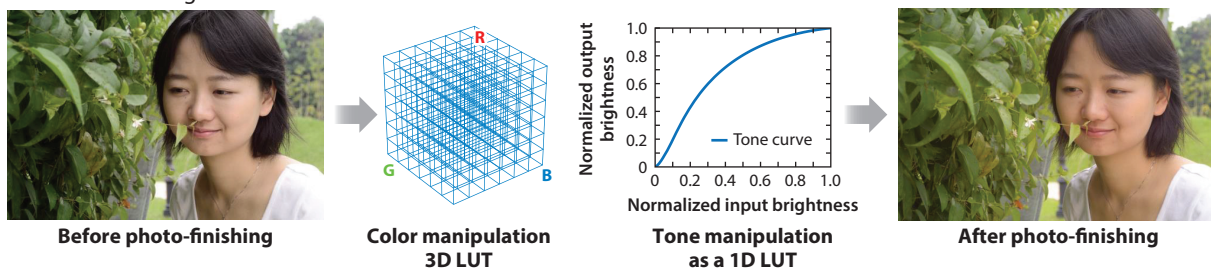 R
G
B
Normalized output
brightness
1.0
0.8
0.6
0.4
0.2
0
Tone curve
0 0.2 0.4 0.6 0.8 1.0
Normalized input brightness
Before photo-finishing
Color manipulation
3D LUT
Tone manipulation
as a 1D LUT
After photo-finishing